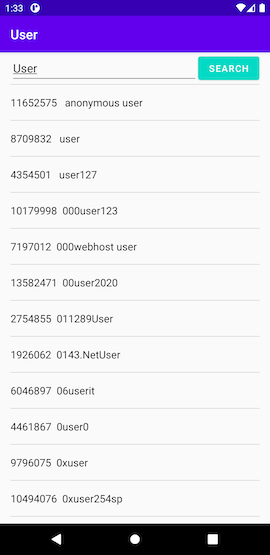 1:33
User
User SEARCH
11652575 anonymous user
8709832 user
4354501 user127
10179998 000user123
7197012 000webhost user
13582471 00user2020
2754855 011289User
1926062 0143.NetUser
6046897 06userit
4461867 0user0
9796075 0xuser
10494076 0xuser254sp